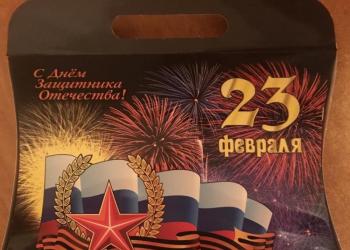 С Днём
Защитника
Отечества!
23
февраля